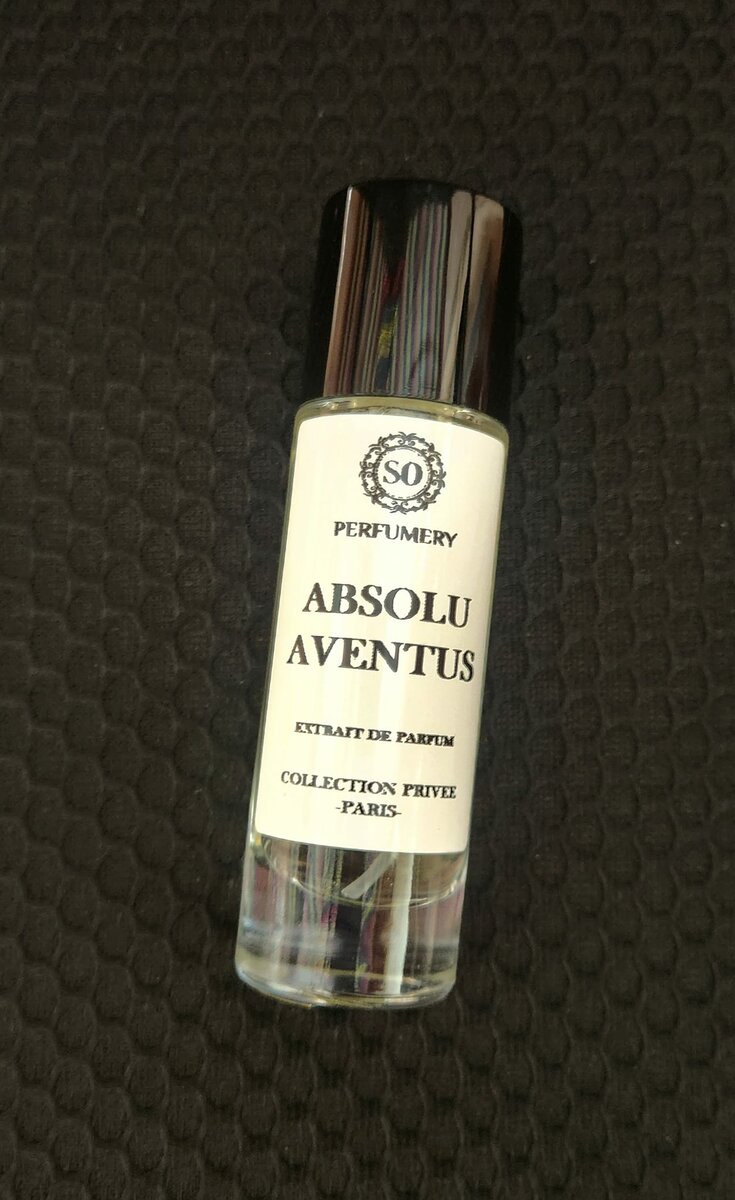 SO
PERFUMERY
ABSOLU
AVENTUS
EXTRAIT DE PARFUM
COLLECTION PRIVEE
-PARIS-